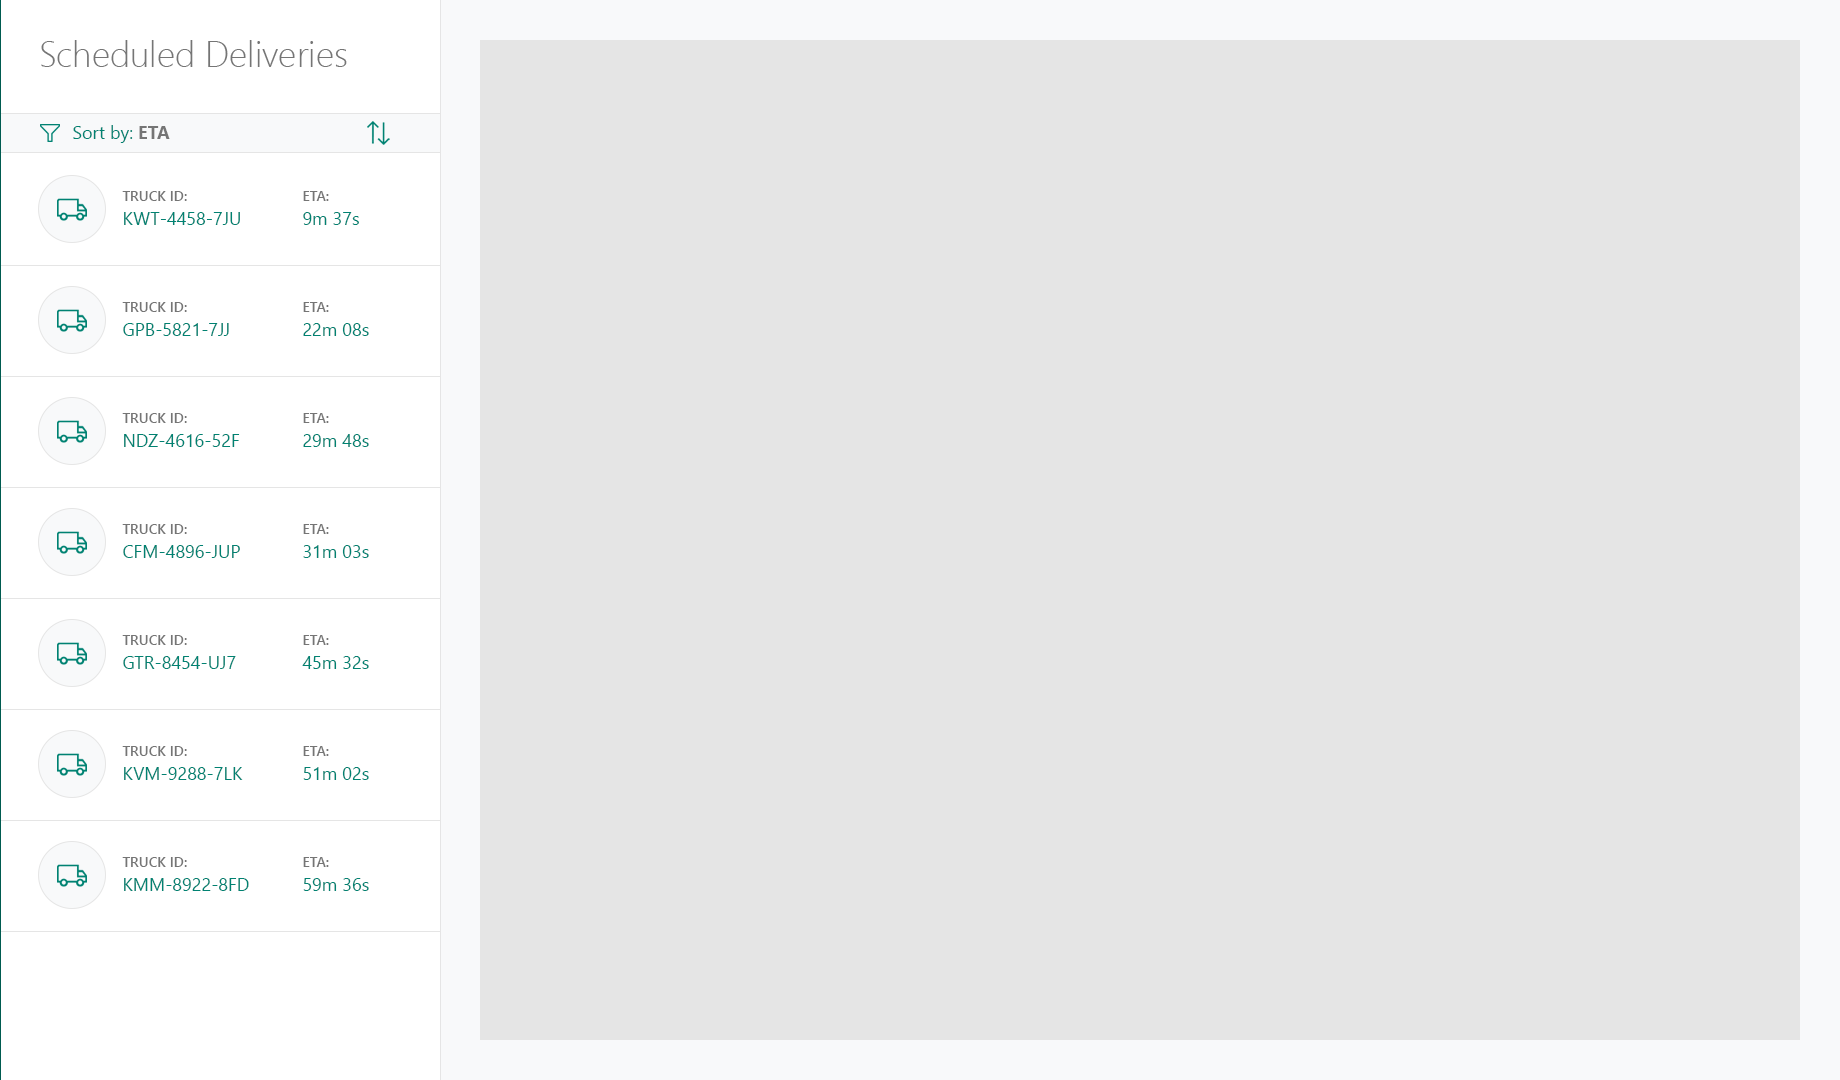 Scheduled Deliveries
Sort by: ETA
TRUCK ID: ETA:
KWT-4458-7JU 9m 37s
TRUCK ID: ETA:
GPB-5821-7JJ 22m 08s
TRUCK ID: ETA:
NDZ-4616-52F 29m 48s
TRUCK ID: ETA:
CFM-4896-JUP 31m 03s
TRUCK ID: ETA:
GTR-8454-UJ7 45m 32s
TRUCK ID: ETA:
KVM-9288-7LK 51m 02s
TRUCK ID: ETA:
KMM-8922-8FD 59m 36s